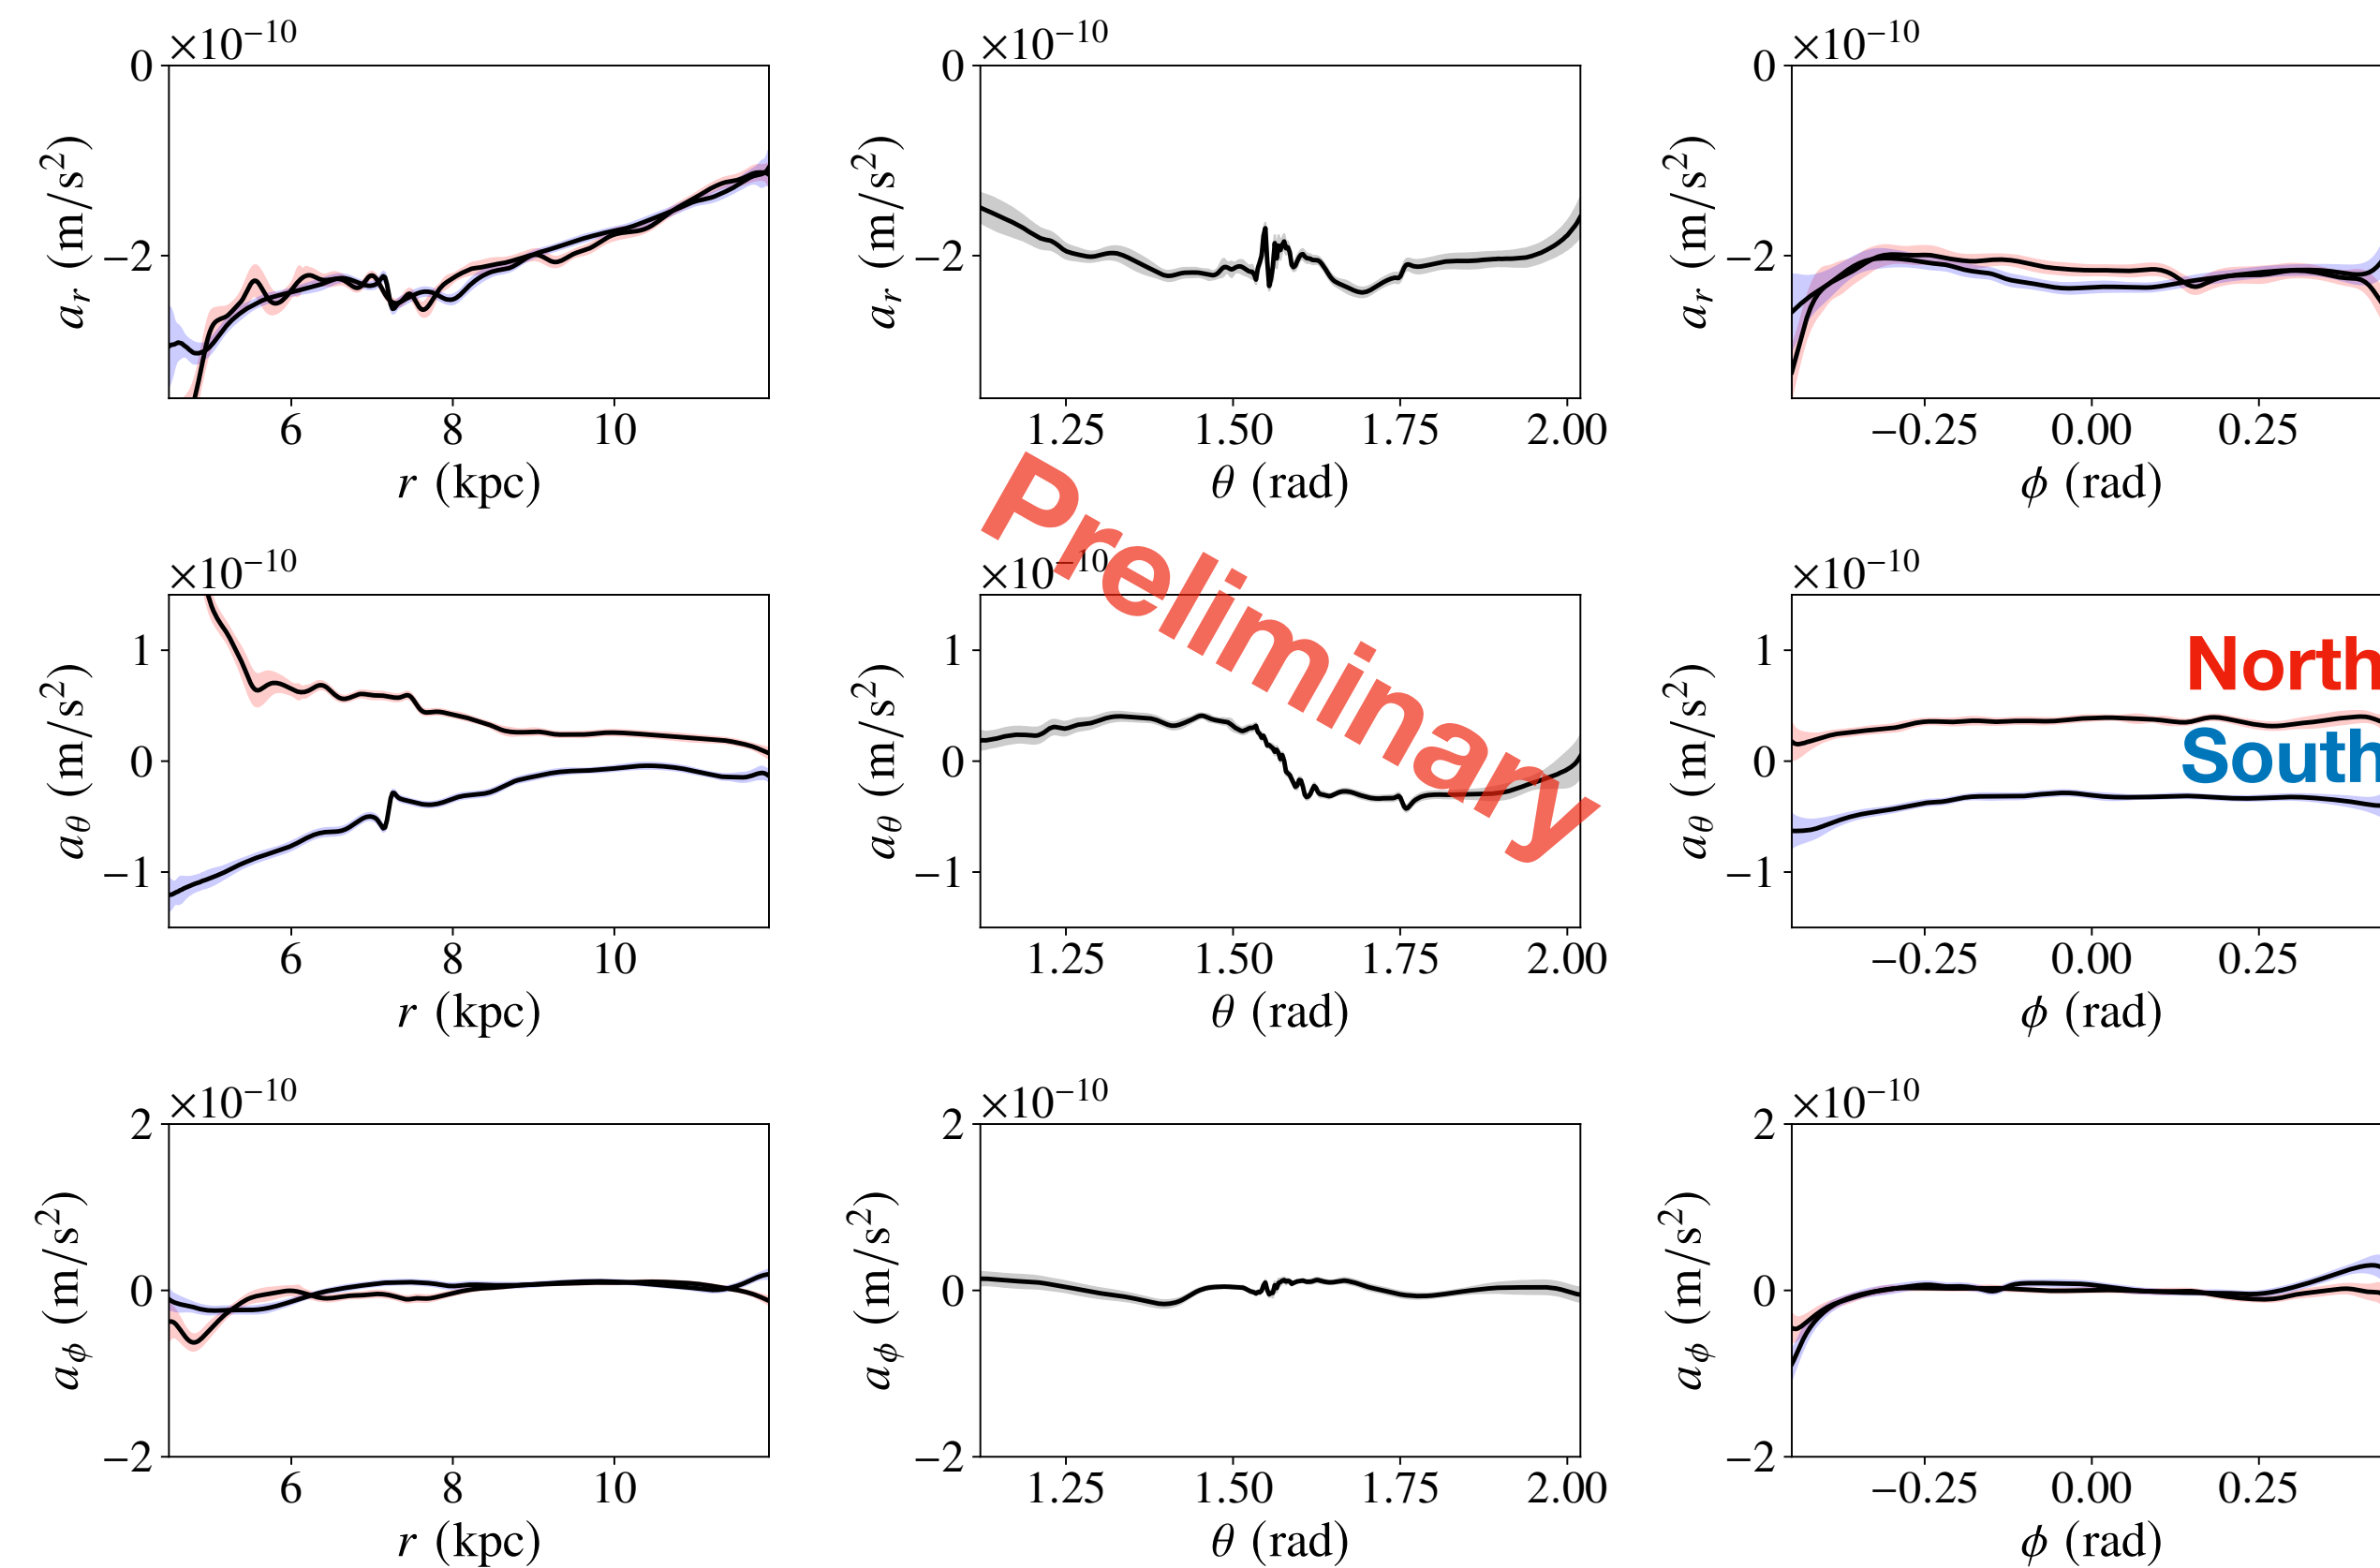 ×10⁻¹⁰ ×10⁻¹⁰ ×10⁻¹⁰
0 0 0
−2 −2 −2
a_r (m/s²) a_r (m/s²) a_r (m/s²)
6 8 10 1.25 1.50 1.75 2.00 −0.25 0.00 0.25
r (kpc) θ (rad) ϕ (rad)
Preliminary
×10⁻¹⁰ ×10⁻¹⁰ ×10⁻¹⁰
1 1 1
North
0 0 0
South
−1 −1 −1
a_θ (m/s²) a_θ (m/s²) a_θ (m/s²)
6 8 10 1.25 1.50 1.75 2.00 −0.25 0.00 0.25
r (kpc) θ (rad) ϕ (rad)
×10⁻¹⁰ ×10⁻¹⁰ ×10⁻¹⁰
2 2 2
0 0 0
−2 −2 −2
a_ϕ (m/s²) a_ϕ (m/s²) a_ϕ (m/s²)
6 8 10 1.25 1.50 1.75 2.00 −0.25 0.00 0.25
r (kpc) θ (rad) ϕ (rad)